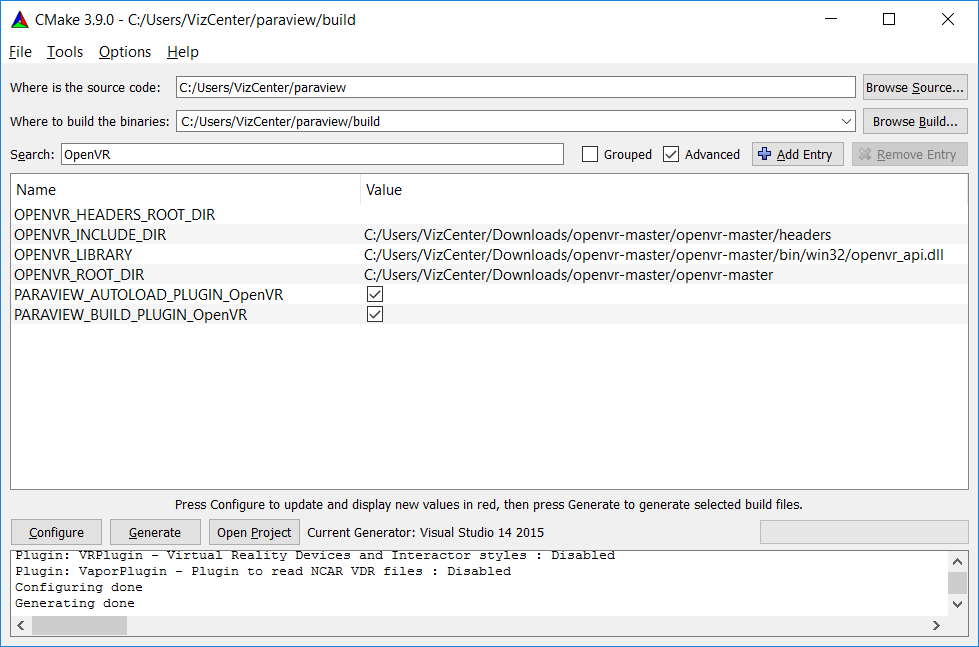 CMake 3.9.0 - C:/Users/VizCenter/paraview/build
File Tools Options Help
Where is the source code: C:/Users/VizCenter/paraview Browse Source...
Where to build the binaries: C:/Users/VizCenter/paraview/build Browse Build...
Search: OpenVR Grouped Advanced Add Entry Remove Entry
Name Value
OPENVR_HEADERS_ROOT_DIR
OPENVR_INCLUDE_DIR C:/Users/VizCenter/Downloads/openvr-master/openvr-master/headers
OPENVR_LIBRARY C:/Users/VizCenter/Downloads/openvr-master/openvr-master/bin/win32/openvr_api.dll
OPENVR_ROOT_DIR C:/Users/VizCenter/Downloads/openvr-master/openvr-master
PARAVIEW_AUTOLOAD_PLUGIN_OpenVR
PARAVIEW_BUILD_PLUGIN_OpenVR
Press Configure to update and display new values in red, then press Generate to generate selected build files.
Configure Generate Open Project Current Generator: Visual Studio 14 2015
Plugin: VRPlugin - Virtual Reality Devices and Interactor styles : Disabled
Plugin: VaporPlugin - Plugin to read NCAR VDR files : Disabled
Configuring done
Generating done